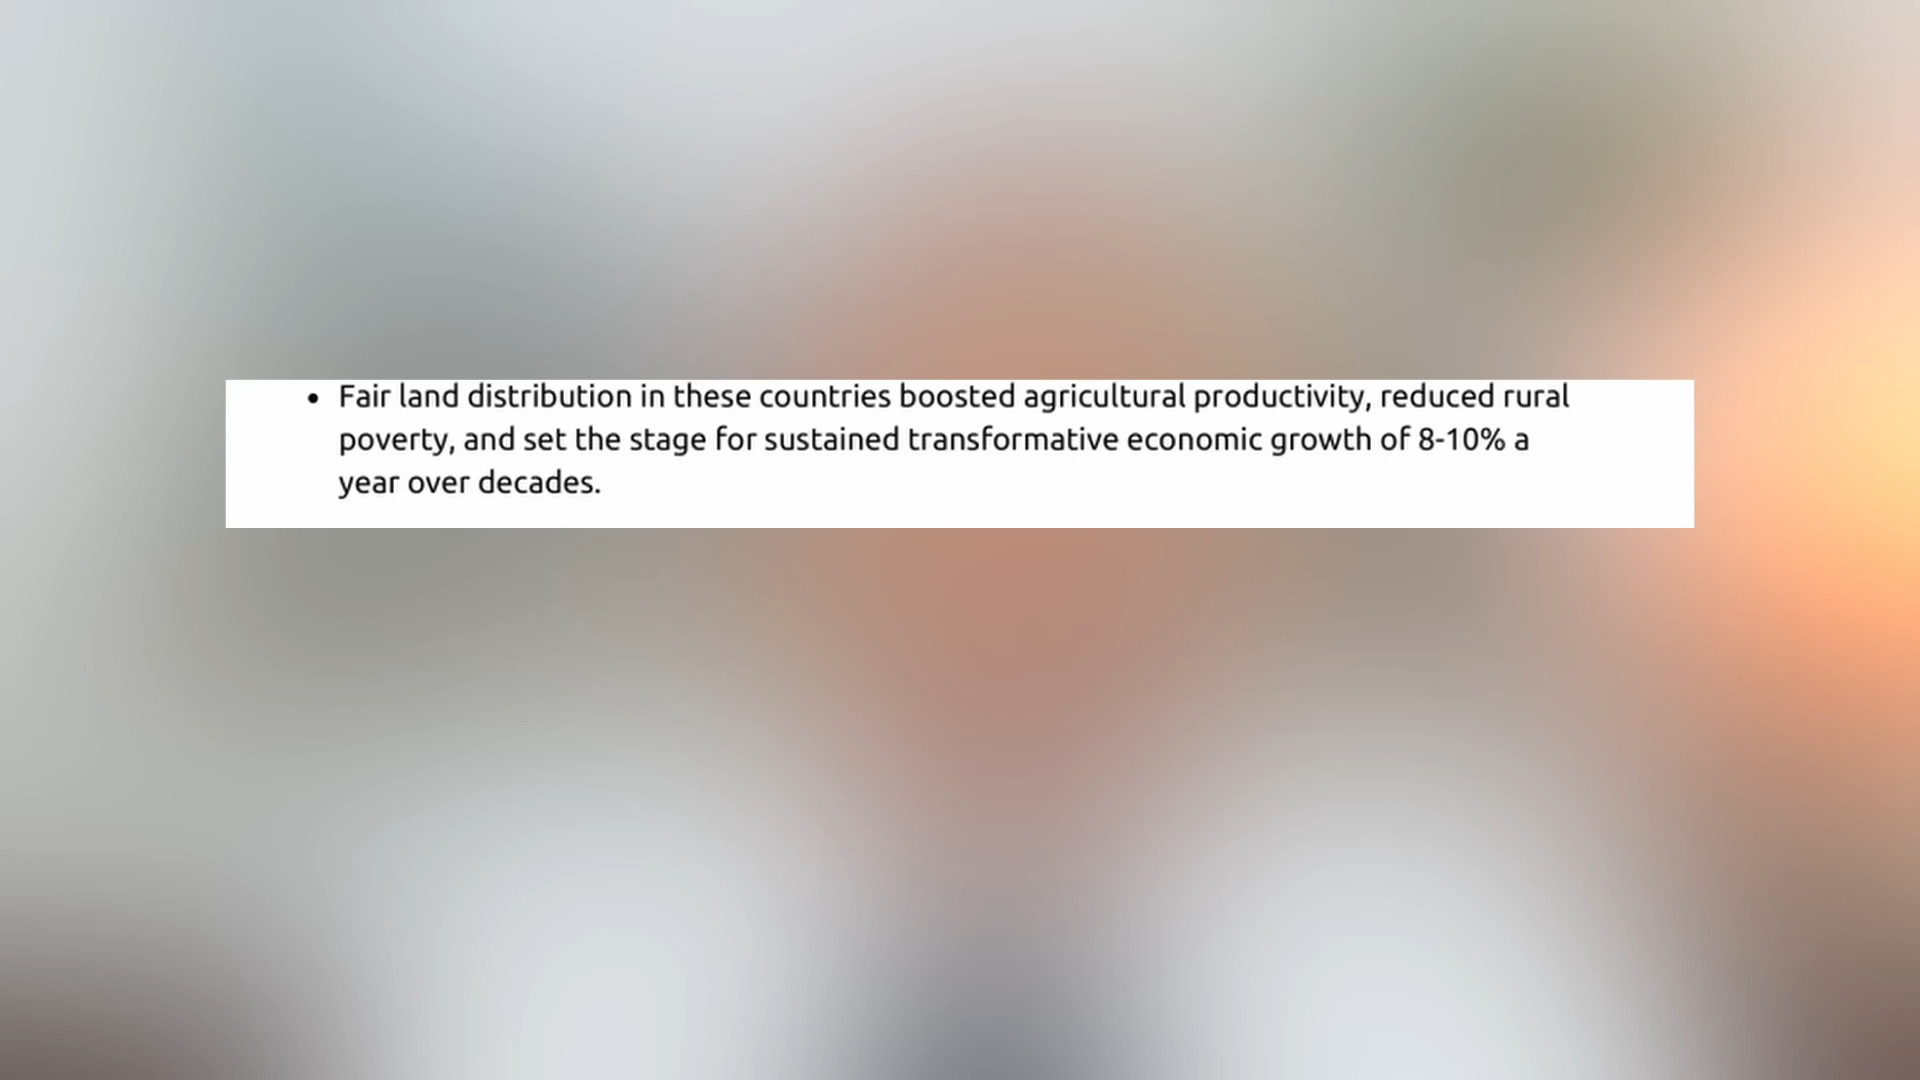 • Fair land distribution in these countries boosted agricultural productivity, reduced rural
poverty, and set the stage for sustained transformative economic growth of 8-10% a
year over decades.